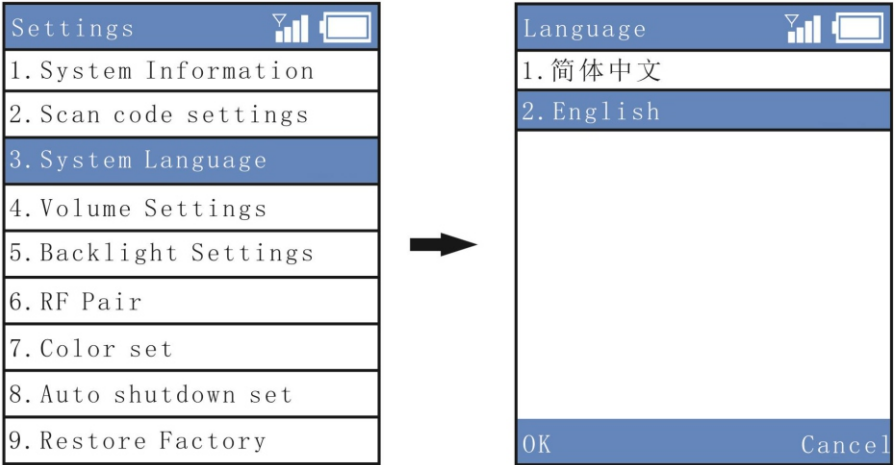 Settings
1.System Information
2.Scan code settings
3.System Language
4.Volume Settings
5.Backlight Settings
6.RF Pair
7.Color set
8.Auto shutdown set
9.Restore Factory
Language
1.简体中文
2.English
OK Cancel